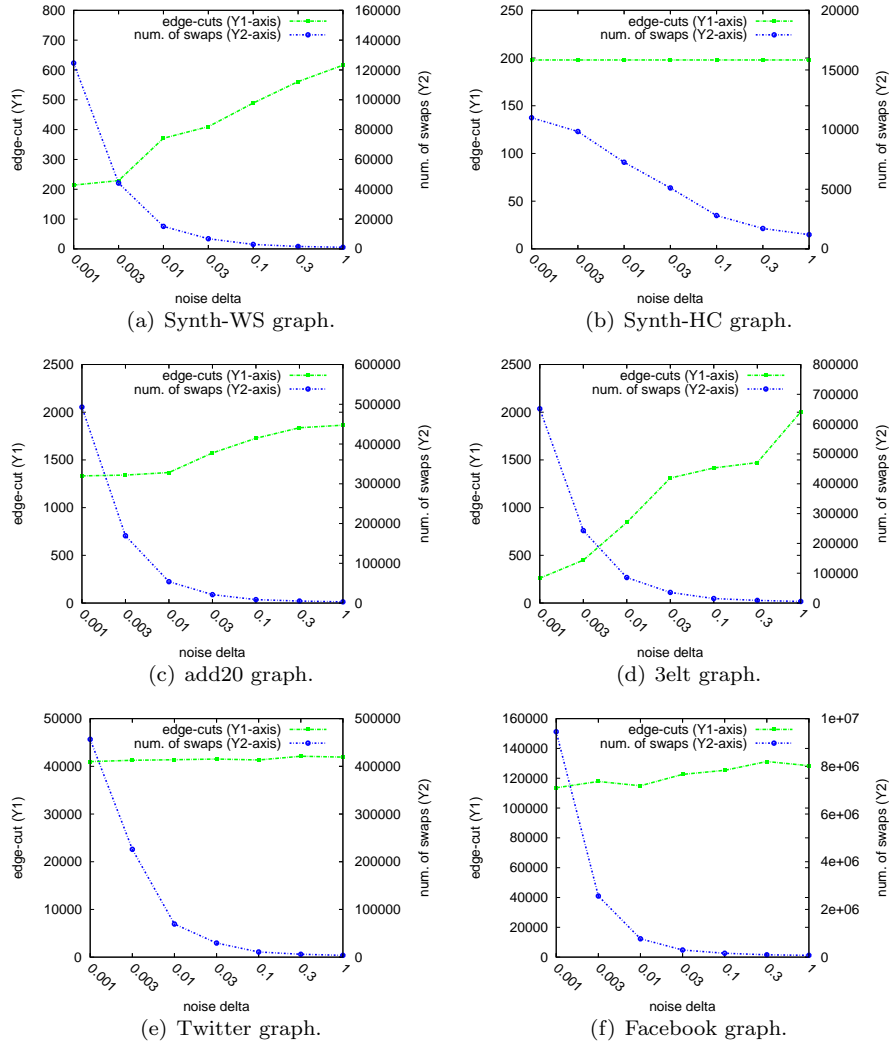 edge-cuts (Y1-axis)
num. of swaps (Y2-axis)
800
700
600
500
400
300
200
100
0
edge-cut (Y1)
160000
140000
120000
100000
80000
60000
40000
20000
0
num. of swaps (Y2)
0.001
0.003
0.01
0.03
0.1
0.3
1
noise delta
(a) Synth-WS graph.
edge-cuts (Y1-axis)
num. of swaps (Y2-axis)
250
200
150
100
50
0
edge-cut (Y1)
20000
15000
10000
5000
0
num. of swaps (Y2)
0.001
0.003
0.01
0.03
0.1
0.3
1
noise delta
(b) Synth-HC graph.
edge-cuts (Y1-axis)
num. of swaps (Y2-axis)
2500
2000
1500
1000
500
0
edge-cut (Y1)
600000
500000
400000
300000
200000
100000
0
num. of swaps (Y2)
0.001
0.003
0.01
0.03
0.1
0.3
1
noise delta
(c) add20 graph.
edge-cuts (Y1-axis)
num. of swaps (Y2-axis)
2500
2000
1500
1000
500
0
edge-cut (Y1)
800000
700000
600000
500000
400000
300000
200000
100000
0
num. of swaps (Y2)
0.001
0.003
0.01
0.03
0.1
0.3
1
noise delta
(d) 3elt graph.
edge-cuts (Y1-axis)
num. of swaps (Y2-axis)
50000
40000
30000
20000
10000
0
edge-cut (Y1)
500000
400000
300000
200000
100000
0
num. of swaps (Y2)
0.001
0.003
0.01
0.03
0.1
0.3
1
noise delta
(e) Twitter graph.
edge-cuts (Y1-axis)
num. of swaps (Y2-axis)
160000
140000
120000
100000
80000
60000
40000
20000
0
edge-cut (Y1)
1e+07
8e+06
6e+06
4e+06
2e+06
0
num. of swaps (Y2)
0.001
0.003
0.01
0.03
0.1
0.3
1
noise delta
(f) Facebook graph.